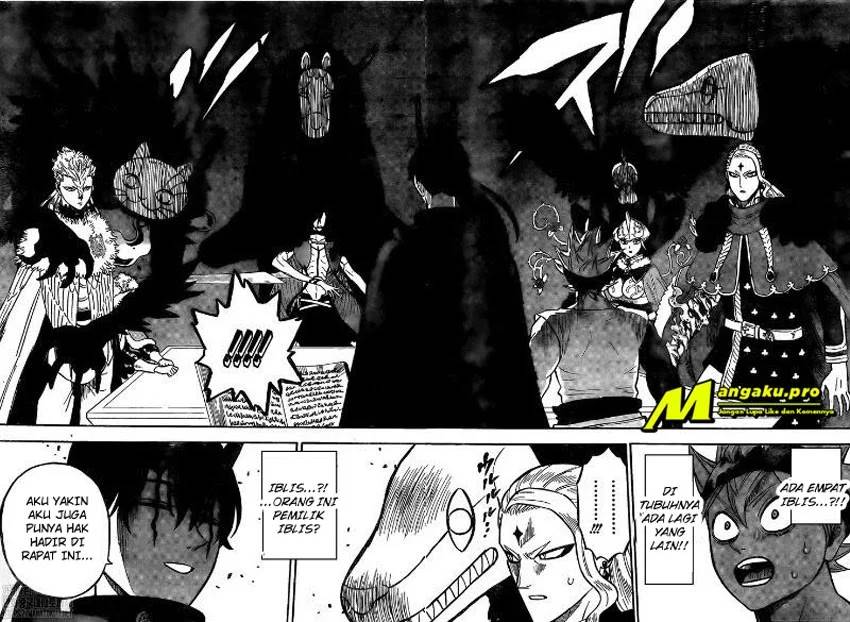 !!!!
Mangaku.pro
Jangan Lupa Like dan Komennya
ADA EMPAT
IBLIS...?!!
DI
TUBUHNYA
ADA LAGI
YANG
LAIN!!
!!!
IBLIS...?!
...ORANG INI
PEMILIK
IBLIS?
AKU YAKIN
AKU JUGA
PUNYA HAK
HADIR DI
RAPAT INI...